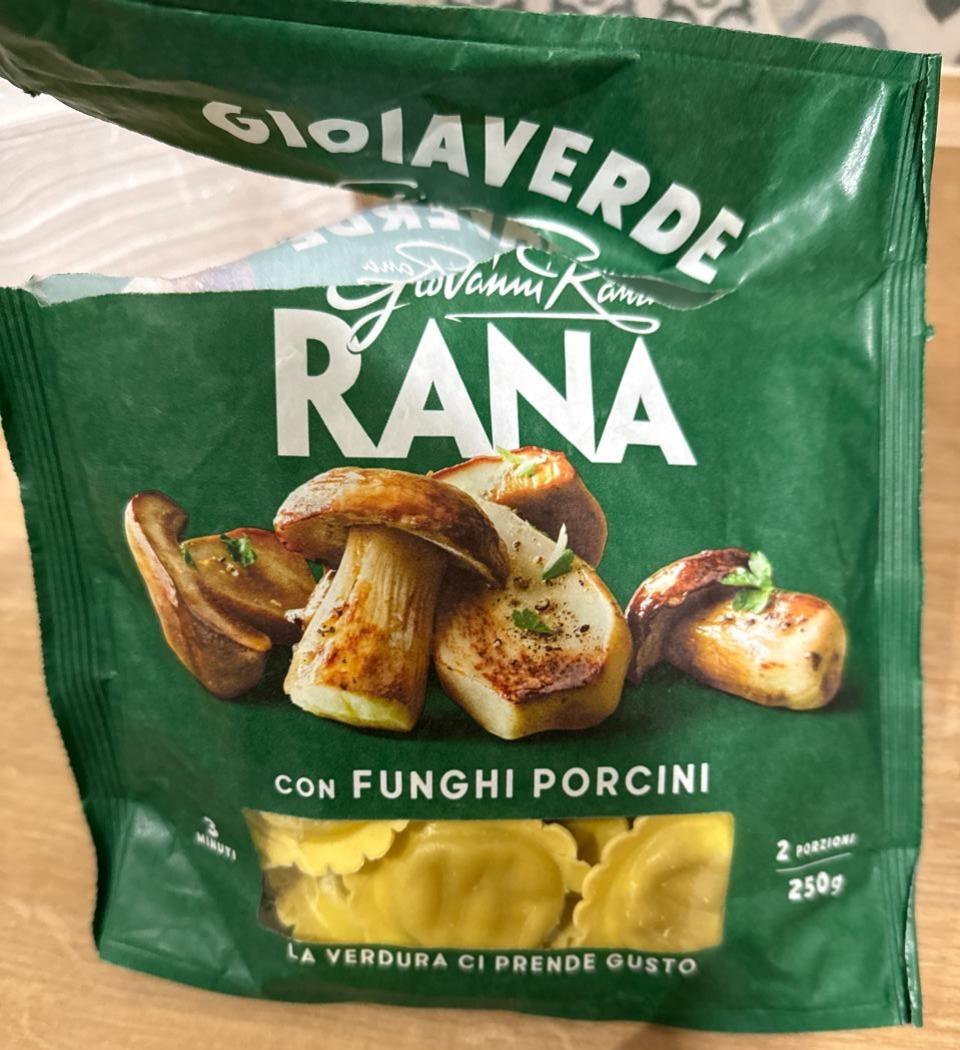 GIOIAVERDE
Giovanni Rana
RANA
CON FUNGHI PORCINI
3
MINUTI
2 PORZIONI
250g
LA VERDURA CI PRENDE GUSTO